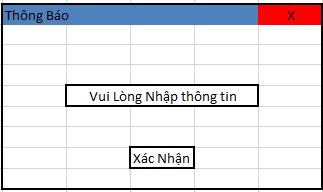 Thông Báo X
Vui Lòng Nhập thông tin
Xác Nhận